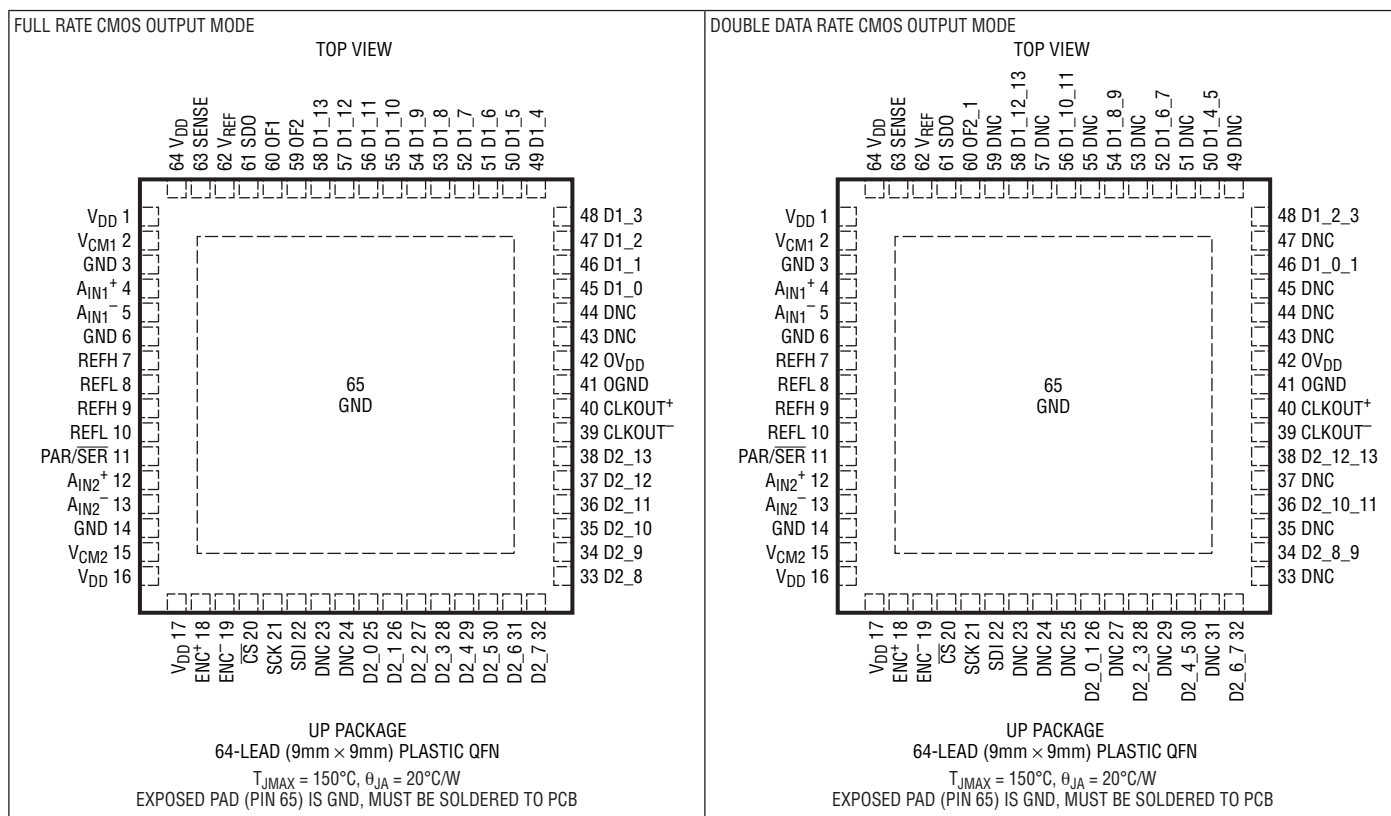 FULL RATE CMOS OUTPUT MODE
TOP VIEW
64 VDD
63 SENSE
62 VREF
61 SDO
60 OF1
59 OF2
58 D1_13
57 D1_12
56 D1_11
55 D1_10
54 D1_9
53 D1_8
52 D1_7
51 D1_6
50 D1_5
49 D1_4
VDD 1
VCM1 2
GND 3
AIN1+ 4
AIN1– 5
GND 6
REFH 7
REFL 8
REFH 9
REFL 10
PAR/SER 11
AIN2+ 12
AIN2– 13
GND 14
VCM2 15
VDD 16
65
GND
48 D1_3
47 D1_2
46 D1_1
45 D1_0
44 DNC
43 DNC
42 OVDD
41 OGND
40 CLKOUT+
39 CLKOUT–
38 D2_13
37 D2_12
36 D2_11
35 D2_10
34 D2_9
33 D2_8
VDD 17
ENC+ 18
ENC– 19
CS 20
SCK 21
SDI 22
DNC 23
DNC 24
D2_0 25
D2_1 26
D2_2 27
D2_3 28
D2_4 29
D2_5 30
D2_6 31
D2_7 32
UP PACKAGE
64-LEAD (9mm × 9mm) PLASTIC QFN
TJMAX = 150°C, θJA = 20°C/W
EXPOSED PAD (PIN 65) IS GND, MUST BE SOLDERED TO PCB
DOUBLE DATA RATE CMOS OUTPUT MODE
TOP VIEW
64 VDD
63 SENSE
62 VREF
61 SDO
60 OF2_1
59 DNC
58 D1_12_13
57 DNC
56 D1_10_11
55 DNC
54 D1_8_9
53 DNC
52 D1_6_7
51 DNC
50 D1_4_5
49 DNC
VDD 1
VCM1 2
GND 3
AIN1+ 4
AIN1– 5
GND 6
REFH 7
REFL 8
REFH 9
REFL 10
PAR/SER 11
AIN2+ 12
AIN2– 13
GND 14
VCM2 15
VDD 16
65
GND
48 D1_2_3
47 DNC
46 D1_0_1
45 DNC
44 DNC
43 DNC
42 OVDD
41 OGND
40 CLKOUT+
39 CLKOUT–
38 D2_12_13
37 DNC
36 D2_10_11
35 DNC
34 D2_8_9
33 DNC
VDD 17
ENC+ 18
ENC– 19
CS 20
SCK 21
SDI 22
DNC 23
DNC 24
DNC 25
D2_0_1 26
DNC 27
D2_2_3 28
DNC 29
D2_4_5 30
DNC 31
D2_6_7 32
UP PACKAGE
64-LEAD (9mm × 9mm) PLASTIC QFN
TJMAX = 150°C, θJA = 20°C/W
EXPOSED PAD (PIN 65) IS GND, MUST BE SOLDERED TO PCB